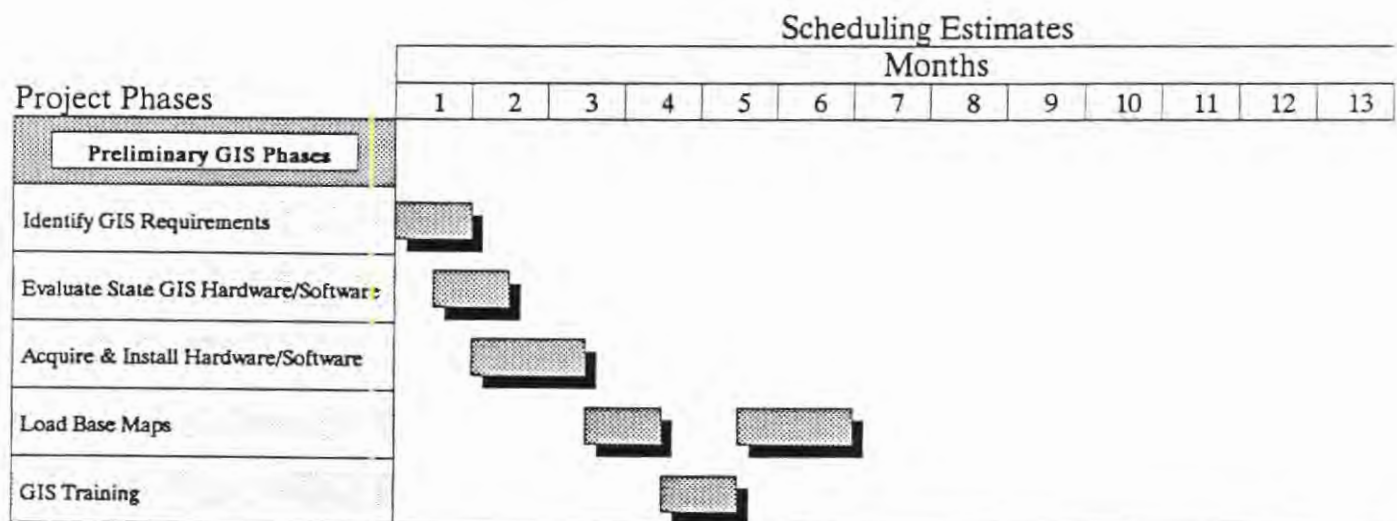 Scheduling Estimates
Months
Project Phases
1 2 3 4 5 6 7 8 9 10 11 12 13
Preliminary GIS Phases
Identify GIS Requirements
Evaluate State GIS Hardware/Software
Acquire & Install Hardware/Software
Load Base Maps
GIS Training